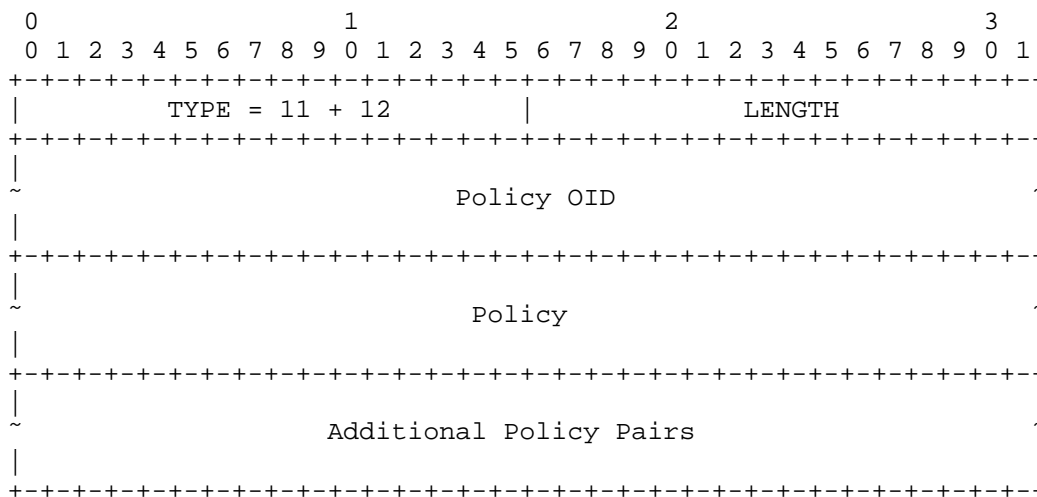 0                   1                   2                   3
 0 1 2 3 4 5 6 7 8 9 0 1 2 3 4 5 6 7 8 9 0 1 2 3 4 5 6 7 8 9 0 1
+-+-+-+-+-+-+-+-+-+-+-+-+-+-+-+-+-+-+-+-+-+-+-+-+-+-+-+-+-+-+-+--
|         TYPE = 11 + 12        |             LENGTH
+-+-+-+-+-+-+-+-+-+-+-+-+-+-+-+-+-+-+-+-+-+-+-+-+-+-+-+-+-+-+-+--
|
~                           Policy OID                          ~
|
+-+-+-+-+-+-+-+-+-+-+-+-+-+-+-+-+-+-+-+-+-+-+-+-+-+-+-+-+-+-+-+--
|
~                            Policy                             ~
|
+-+-+-+-+-+-+-+-+-+-+-+-+-+-+-+-+-+-+-+-+-+-+-+-+-+-+-+-+-+-+-+--
|
~                   Additional Policy Pairs                     ~
|
+-+-+-+-+-+-+-+-+-+-+-+-+-+-+-+-+-+-+-+-+-+-+-+-+-+-+-+-+-+-+-+--